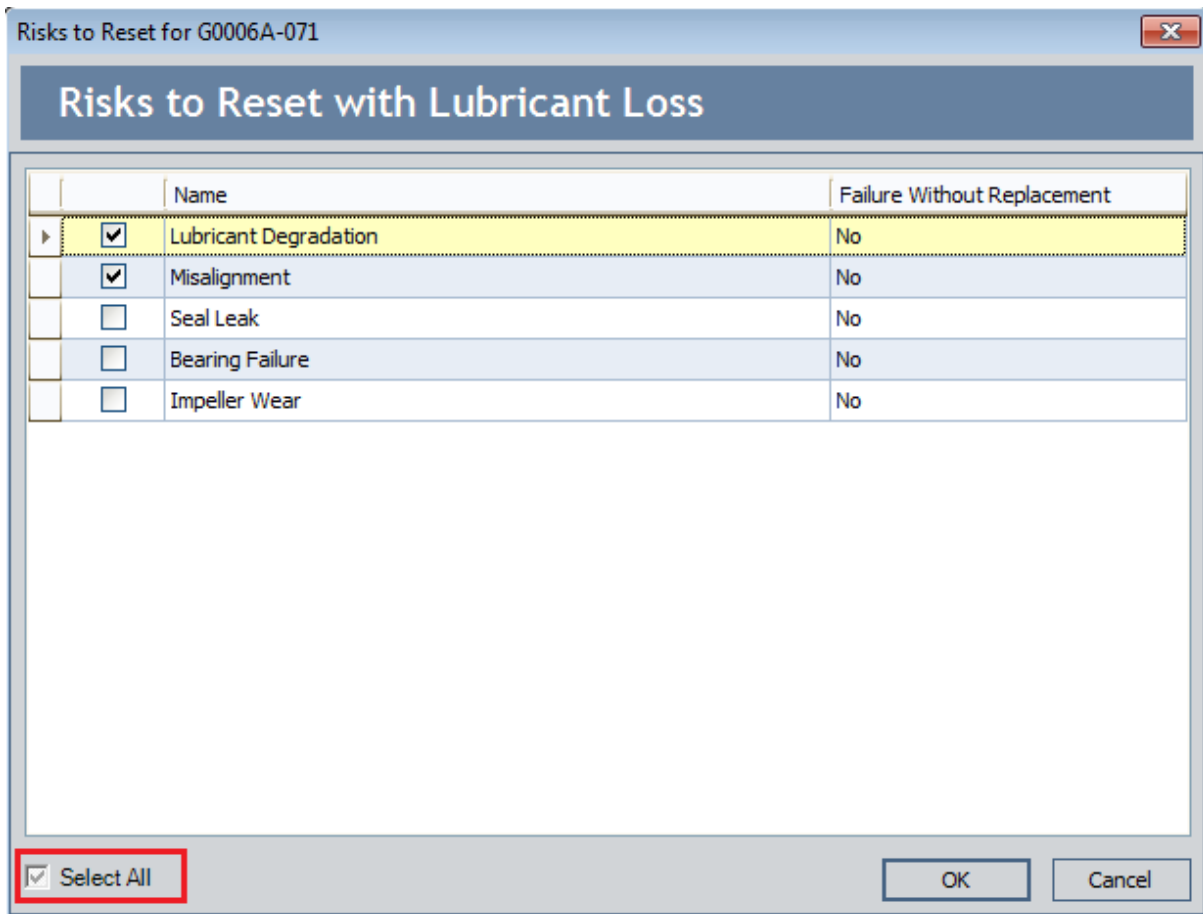 Risks to Reset for G0006A-071
Risks to Reset with Lubricant Loss
Name Failure Without Replacement
Lubricant Degradation No
Misalignment No
Seal Leak No
Bearing Failure No
Impeller Wear No
Select All OK Cancel